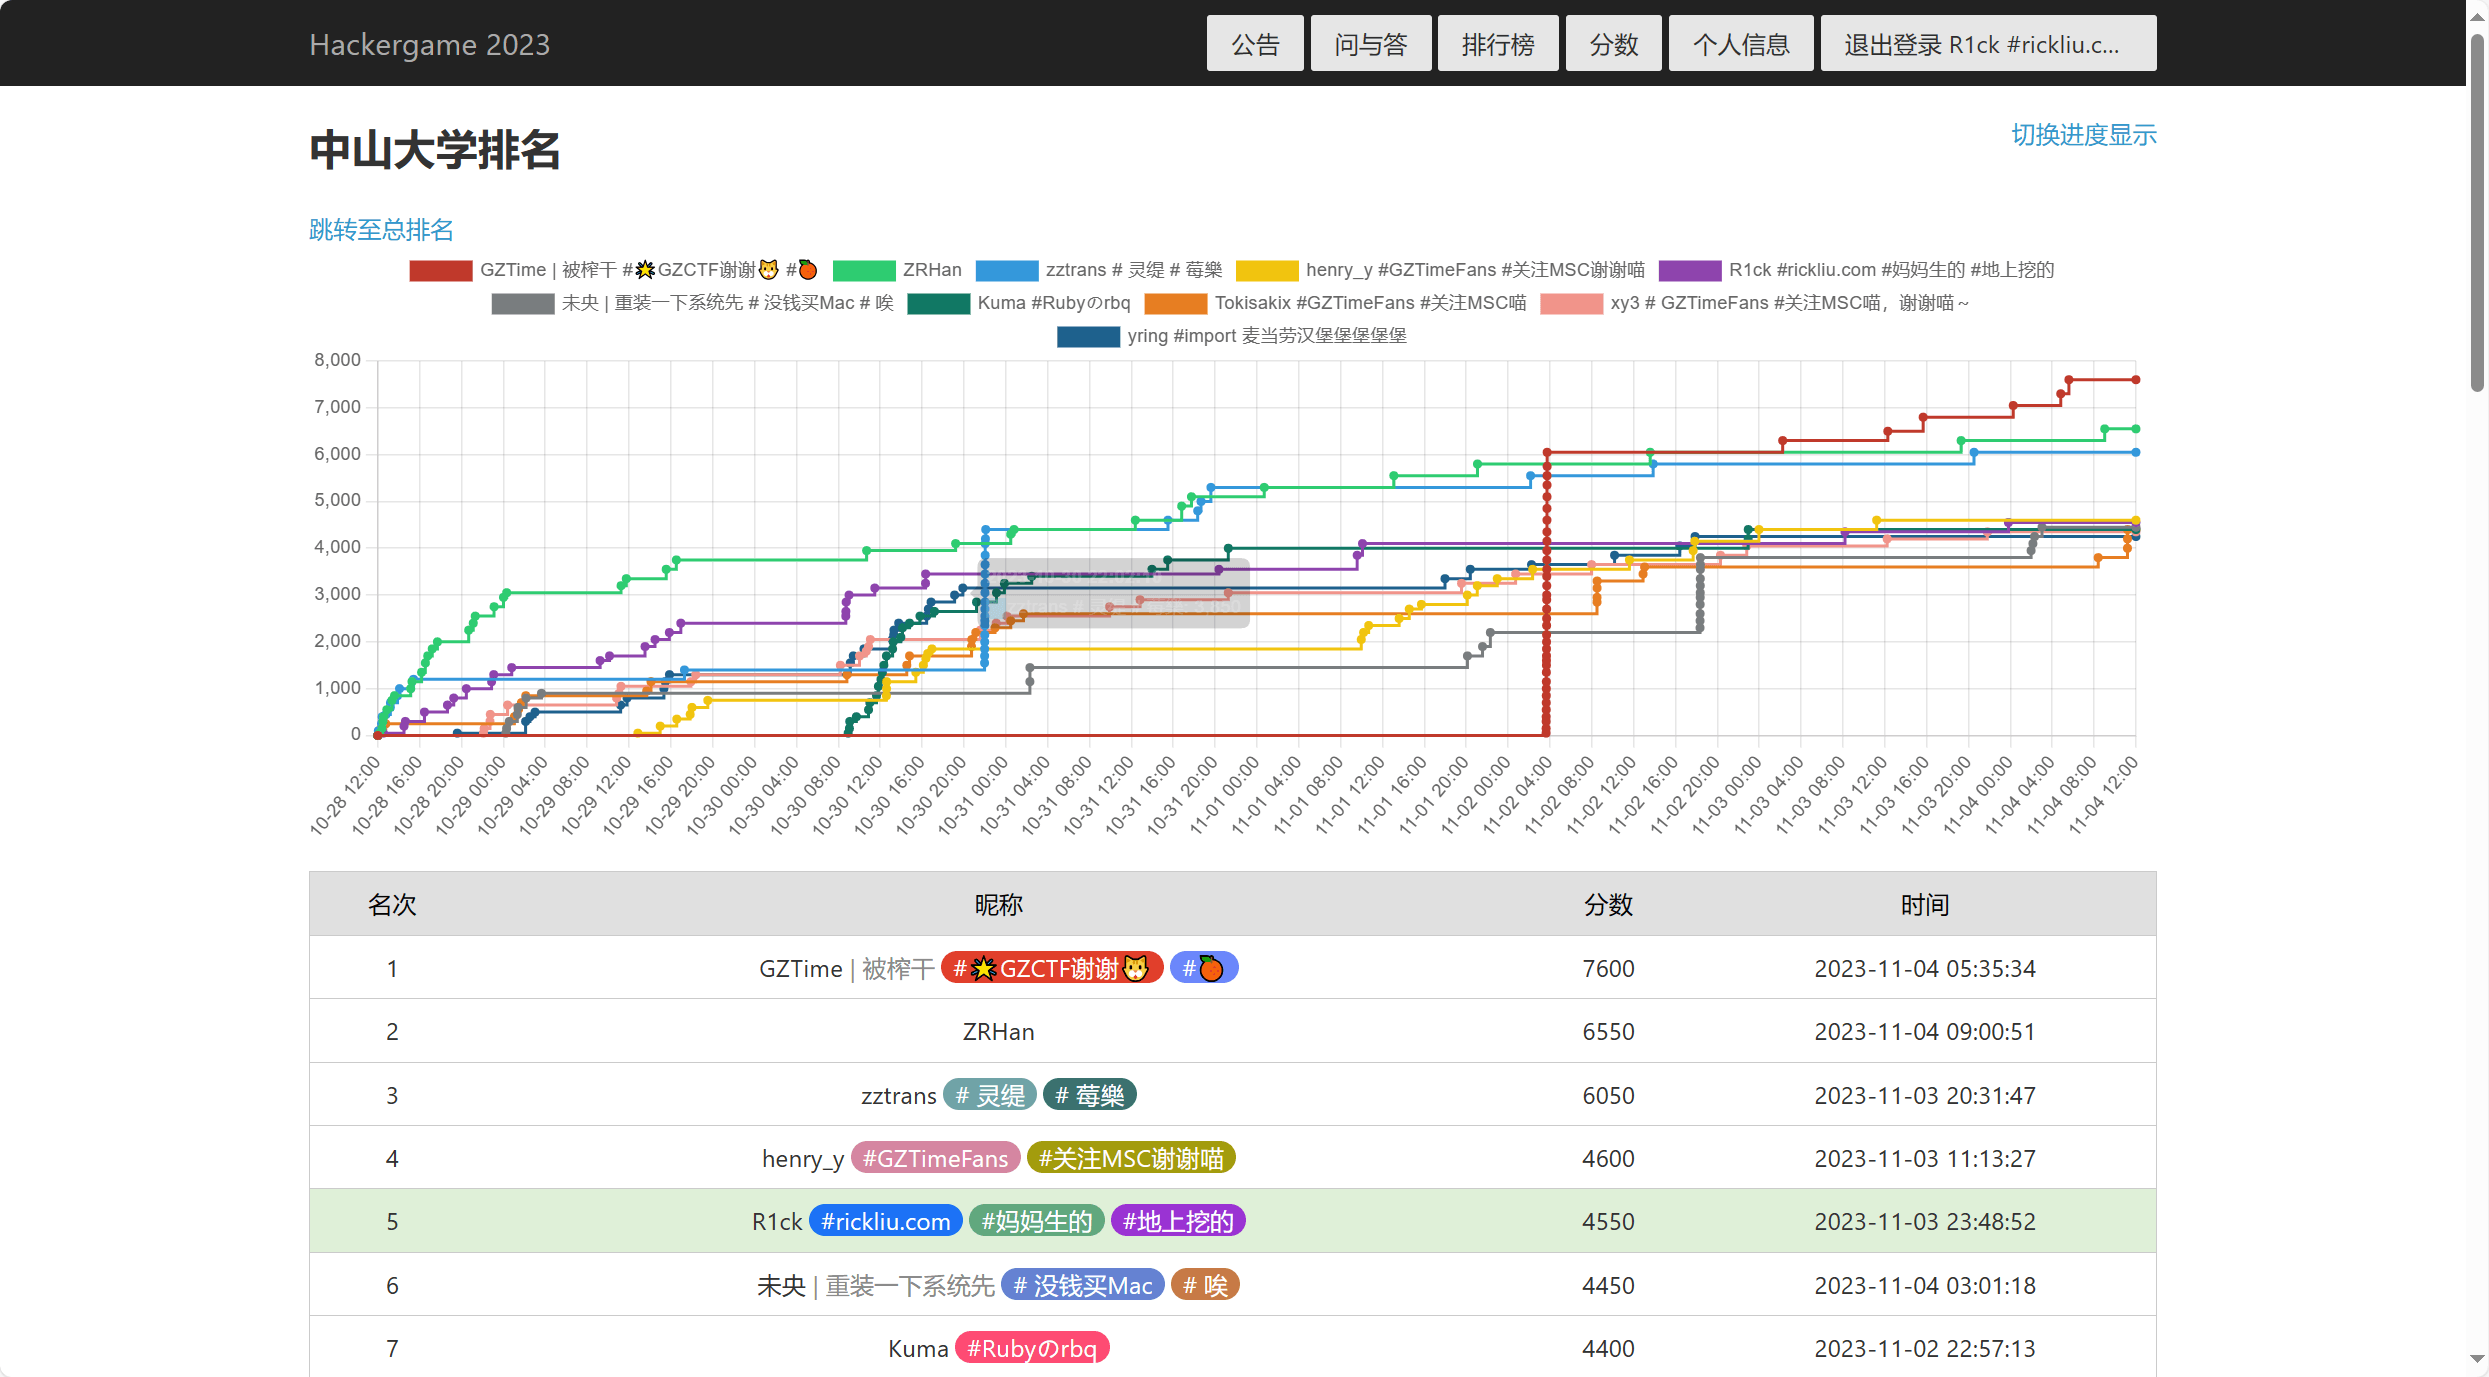 Hackergame 2023
公告 问与答 排行榜 分数 个人信息 退出登录 R1ck #rickliu.c...
中山大学排名
切换进度显示
跳转至总排名
GZTime | 被榨干 #🌟GZCTF谢谢🐱 #🍊 ZRHan zztrans # 灵缇 # 莓樂 henry_y #GZTimeFans #关注MSC谢谢喵 R1ck #rickliu.com #妈妈生的 #地上挖的
未央 | 重装一下系统先 # 没钱买Mac # 唉 Kuma #Rubyのrbq Tokisakix #GZTimeFans #关注MSC喵 xy3 # GZTimeFans #关注MSC喵，谢谢喵～
yring #import 麦当劳汉堡堡堡堡堡堡
8,000
7,000
6,000
5,000
4,000
3,000
2,000
1,000
0
10-28 12:00 10-28 16:00 10-28 20:00 10-29 00:00 10-29 04:00 10-29 08:00 10-29 12:00 10-29 16:00 10-29 20:00 10-30 00:00 10-30 04:00 10-30 08:00 10-30 12:00 10-30 16:00 10-30 20:00 10-31 00:00 10-31 04:00 10-31 08:00 10-31 12:00 10-31 16:00 10-31 20:00 11-01 00:00 11-01 04:00 11-01 08:00 11-01 12:00 11-01 16:00 11-01 20:00 11-02 00:00 11-02 04:00 11-02 08:00 11-02 12:00 11-02 16:00 11-02 20:00 11-03 00:00 11-03 04:00 11-03 08:00 11-03 12:00 11-03 16:00 11-03 20:00 11-04 00:00 11-04 04:00 11-04 08:00 11-04 12:00
名次 昵称 分数 时间
1 GZTime | 被榨干 #🌟GZCTF谢谢🐱 #🍊 7600 2023-11-04 05:35:34
2 ZRHan 6550 2023-11-04 09:00:51
3 zztrans # 灵缇 # 莓樂 6050 2023-11-03 20:31:47
4 henry_y #GZTimeFans #关注MSC谢谢喵 4600 2023-11-03 11:13:27
5 R1ck #rickliu.com #妈妈生的 #地上挖的 4550 2023-11-03 23:48:52
6 未央 | 重装一下系统先 # 没钱买Mac # 唉 4450 2023-11-04 03:01:18
7 Kuma #Rubyのrbq 4400 2023-11-02 22:57:13